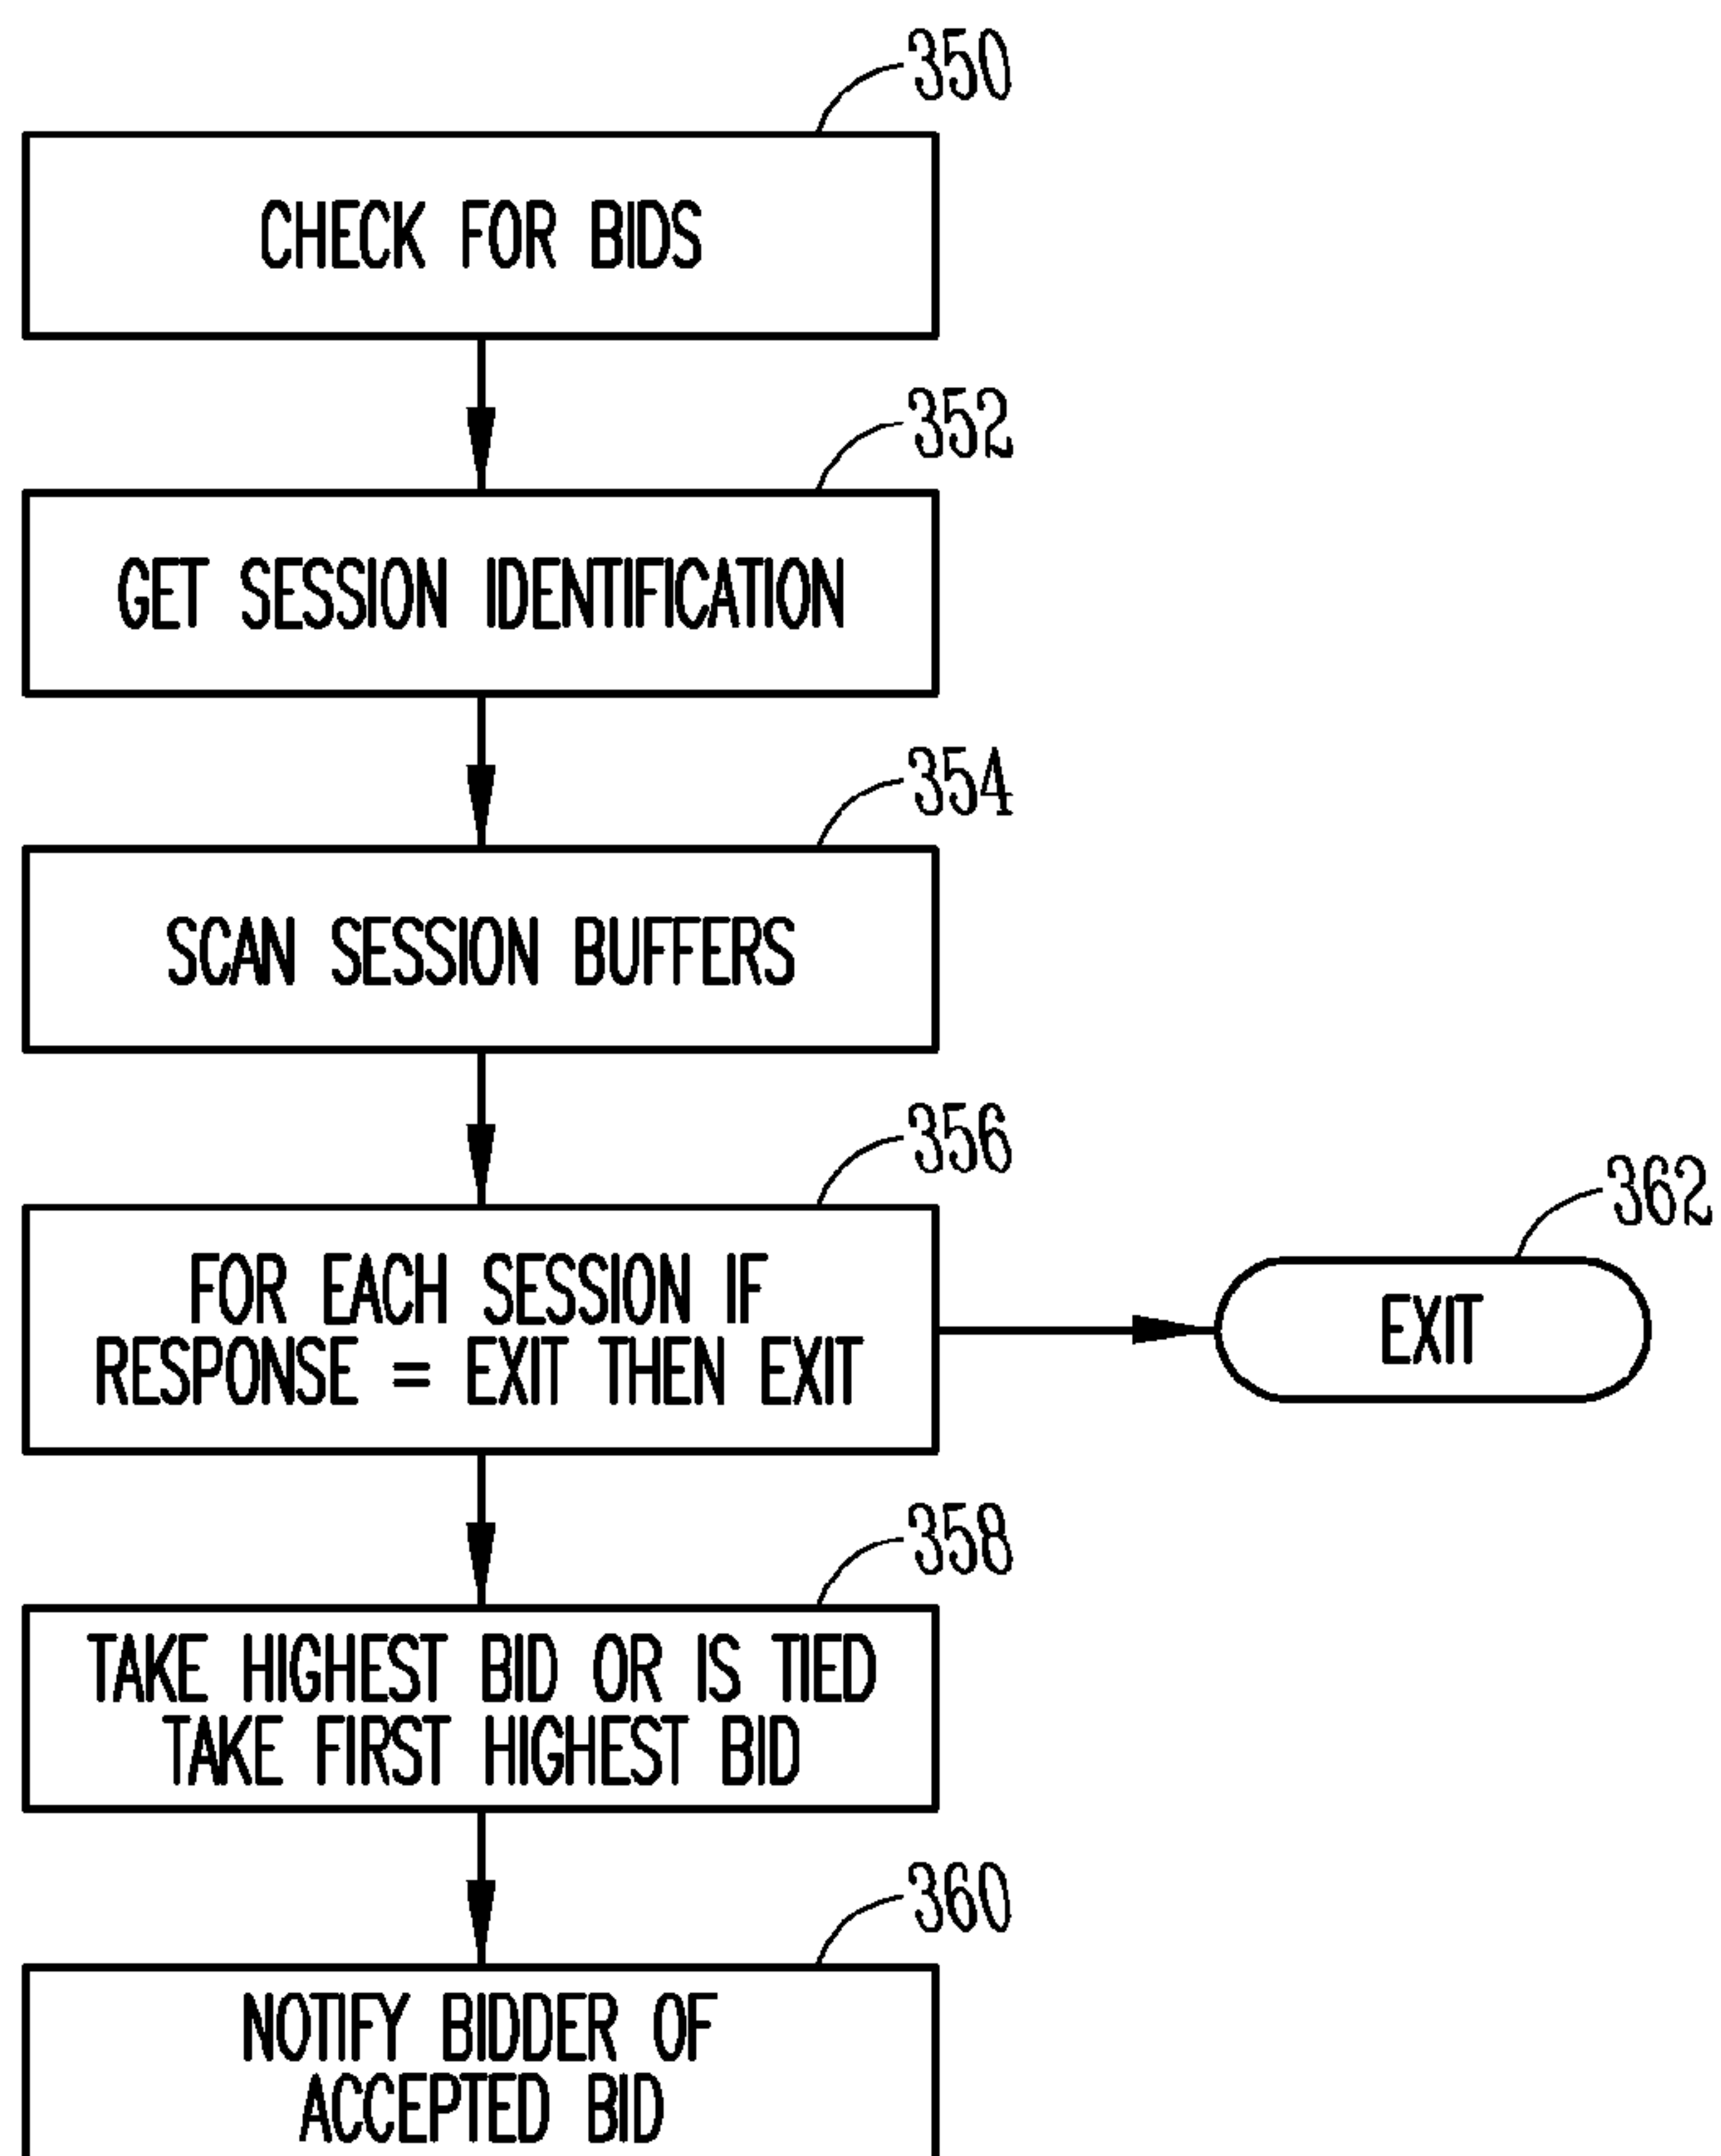 350
CHECK FOR BIDS
352
GET SESSION IDENTIFICATION
354
SCAN SESSION BUFFERS
356
FOR EACH SESSION IF
RESPONSE = EXIT THEN EXIT
362
EXIT
358
TAKE HIGHEST BID OR IS TIED
TAKE FIRST HIGHEST BID
360
NOTIFY BIDDER OF
ACCEPTED BID